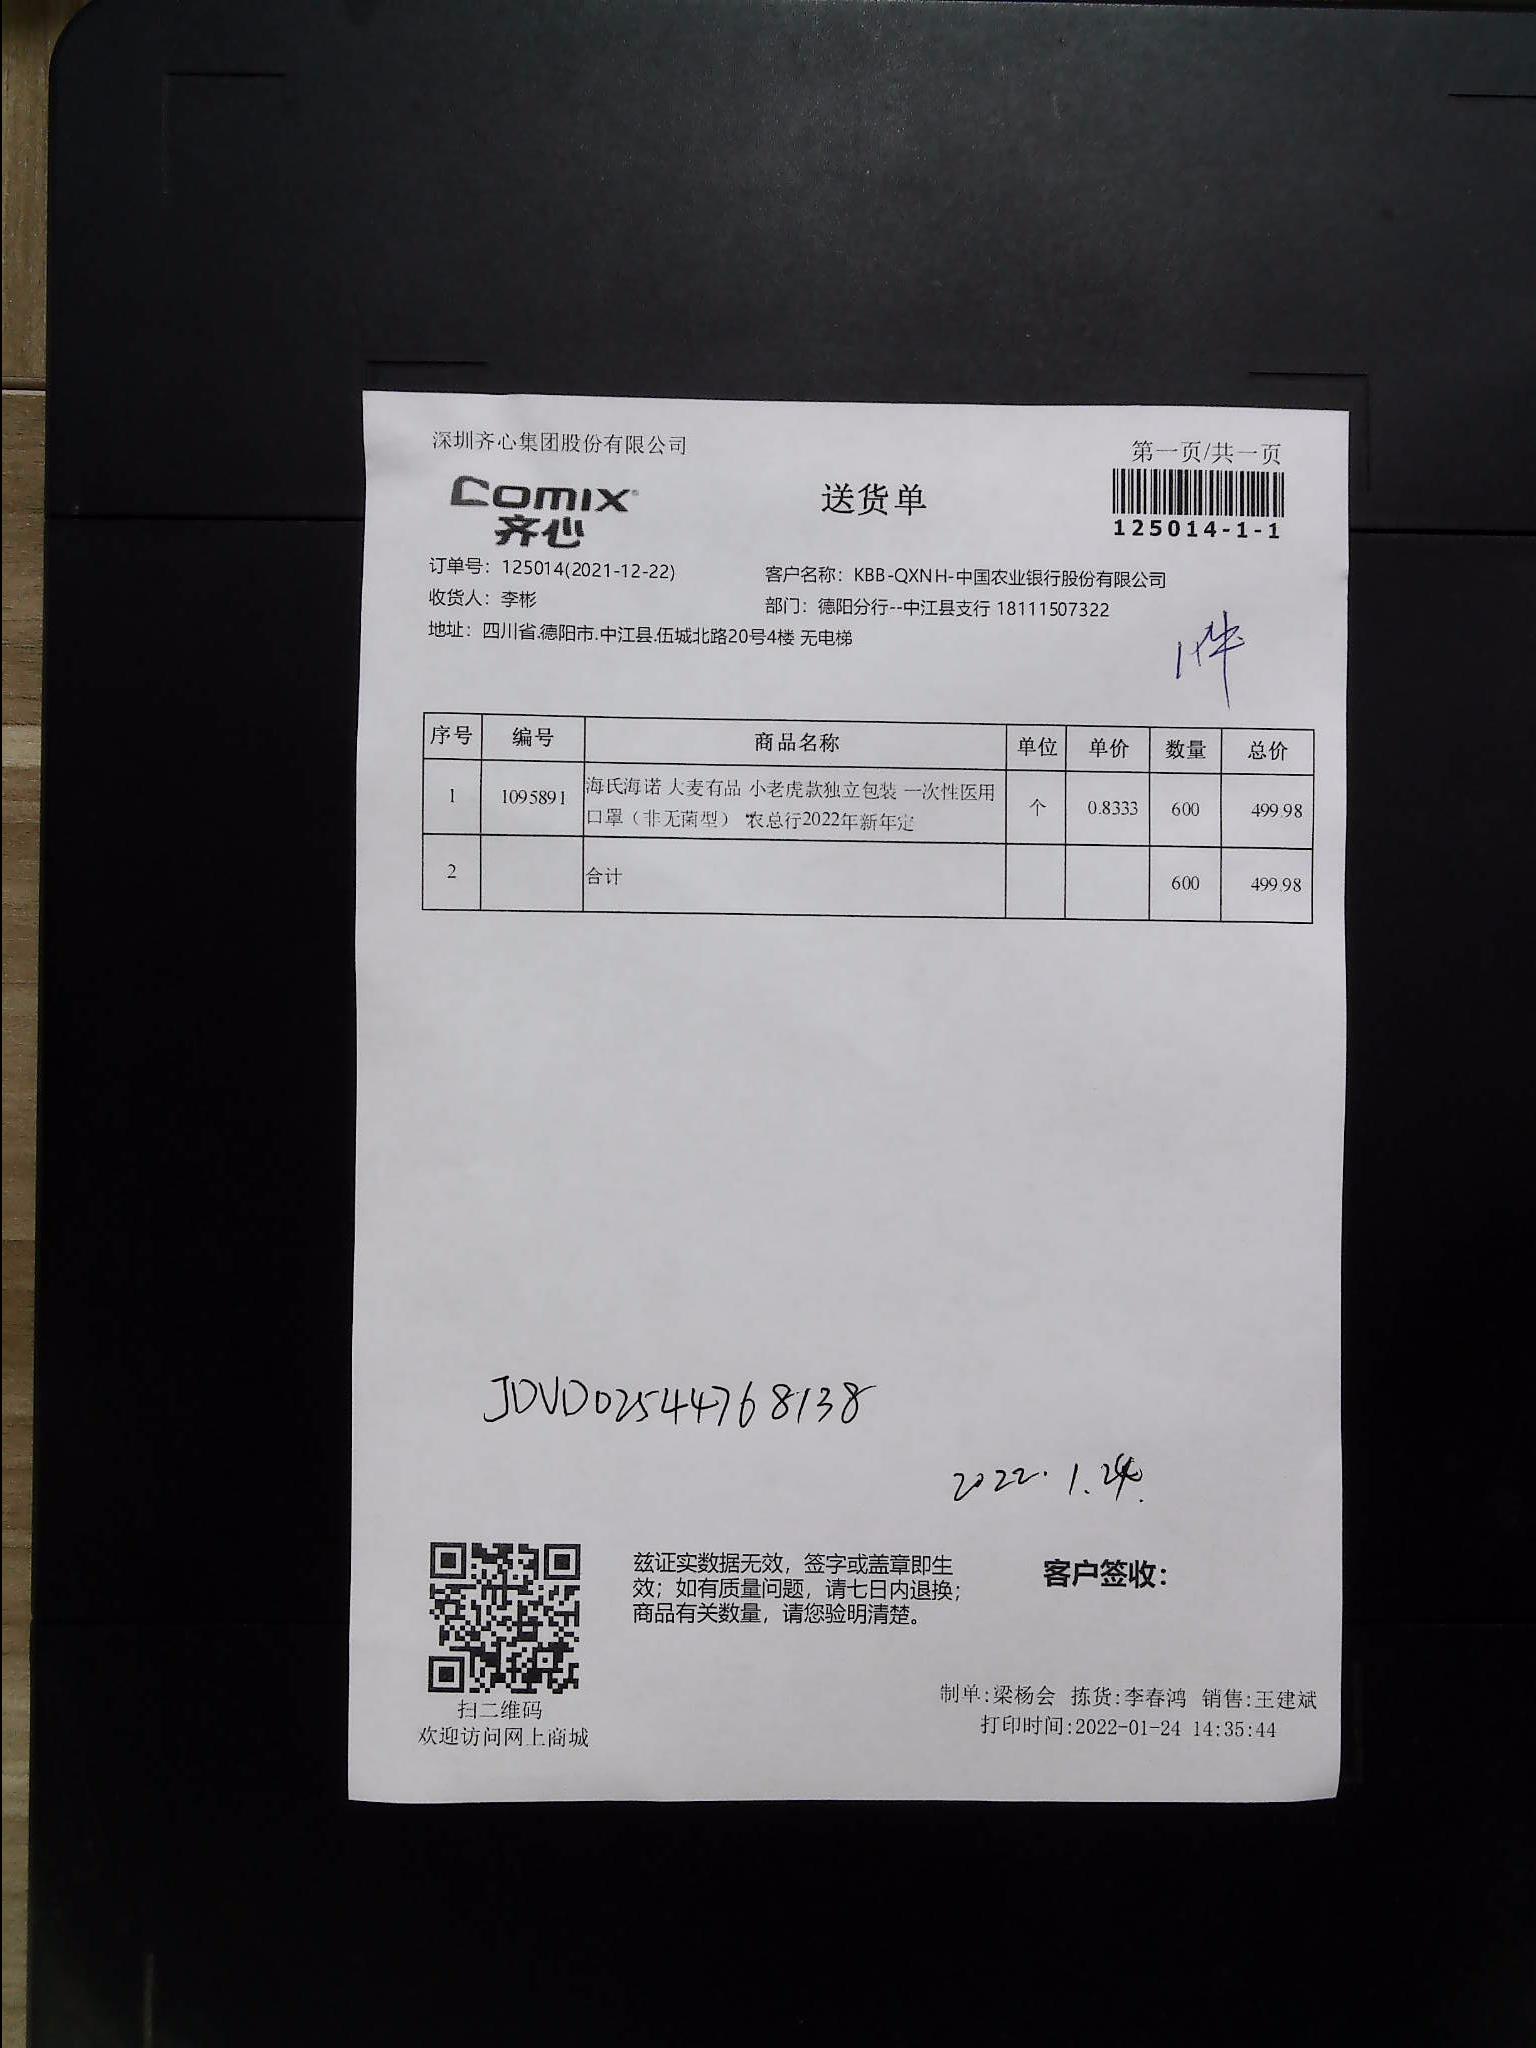 深圳齐心集团股份有限公司
第一页/共一页
comix
齐心
送货单
125014-1-1
订单号：125014(2021-12-22)
客户名称：KBB-QXNH-中国农业银行股份有限公司
收货人：李彬
部门：德阳分行--中江县支行 18111507322
地址：四川省.德阳市.中江县.伍城北路20号4楼 无电梯
1件
序号 编号 商品名称 单位 单价 数量 总价
1 1095891 海氏海诺 大麦有品 小老虎款独立包装 一次性医用 个 0.8333 600 499.98
口罩（非无菌型） 农总行2022年新年定
2 合计 600 499.98
JDVD02544768138
2022.1.24.
兹证实数据无效，签字或盖章即生
效；如有质量问题，请七日内退换；
商品有关数量，请您验明清楚。
客户签收：
扫二维码
欢迎访问网上商城
制单:梁杨会 拣货:李春鸿 销售:王建斌
打印时间:2022-01-24 14:35:44